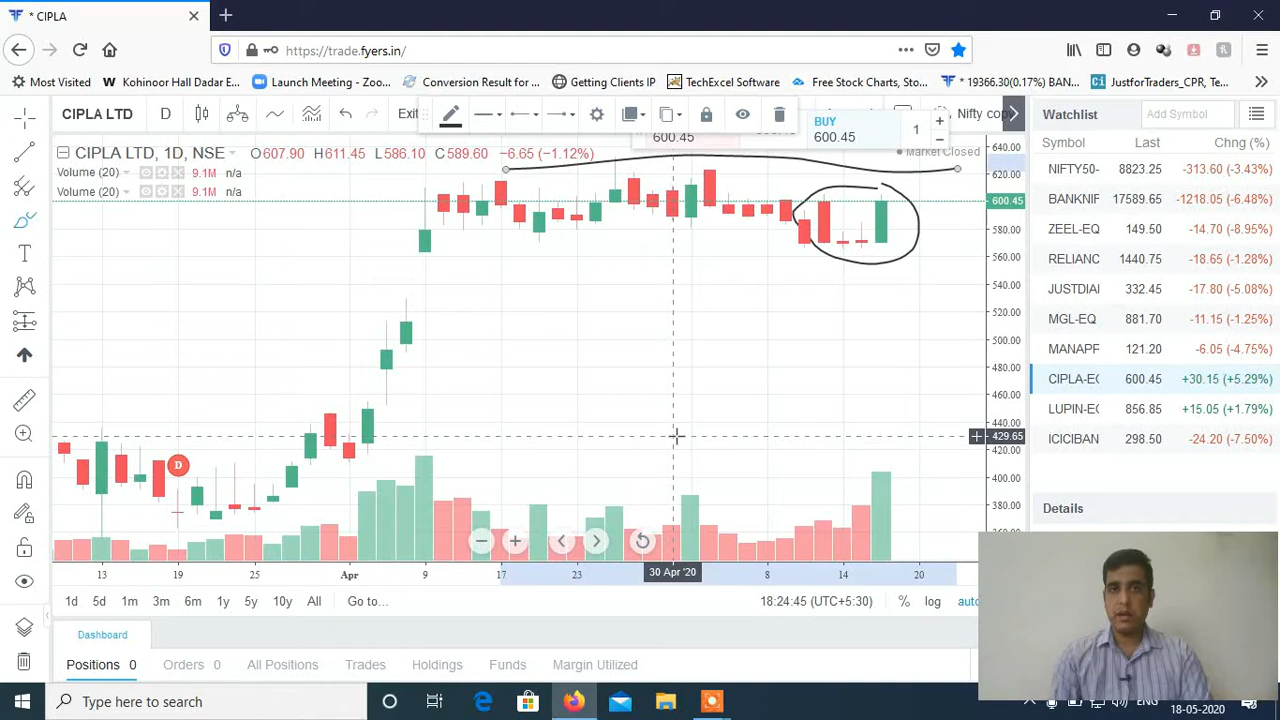 * CIPLA
https://trade.fyers.in/
Most Visited
Kohinoor Hall Dadar E...
Launch Meeting - Zoo...
Conversion Result for ...
Getting Clients IP
TechExcel Software
Free Stock Charts, Sto...
* 19366.30(0.17%) BAN...
JustforTraders_CPR, Te...
CIPLA LTD
D
Exi
BUY
600.45
600.45
1
Nifty cop
Market Closed
CIPLA LTD, 1D, NSE
O607.90 H611.45 L586.10 C589.60 -6.65 (-1.12%)
Volume (20) 9.1M n/a
Volume (20) 9.1M n/a
640.00
620.00
600.45
580.00
560.00
540.00
520.00
500.00
480.00
460.00
440.00
429.65
400.00
380.00
D
13
19
25
Apr
9
17
23
30 Apr '20
8
14
20
1d 5d 1m 3m 6m 1y 5y 10y All Go to...
18:24:45 (UTC+5:30) % log auto
Watchlist Add Symbol
Symbol Last Chng (%)
NIFTY50- 8823.25 -313.60 (-3.43%)
BANKNIF 17589.65 -1218.05 (-6.48%)
ZEEL-EQ 149.50 -14.70 (-8.95%)
RELIANC 1440.75 -18.65 (-1.28%)
JUSTDIAI 332.45 -17.80 (-5.08%)
MGL-EQ 881.70 -11.15 (-1.25%)
MANAPF 121.20 -6.05 (-4.75%)
CIPLA-EC 600.45 +30.15 (+5.29%)
LUPIN-EC 856.85 +15.05 (+1.79%)
ICICIBAN 298.50 -24.20 (-7.50%)
Details
Dashboard
Positions 0 Orders 0 All Positions Trades Holdings Funds Margin Utilized
Type here to search
ENG
18-05-2020